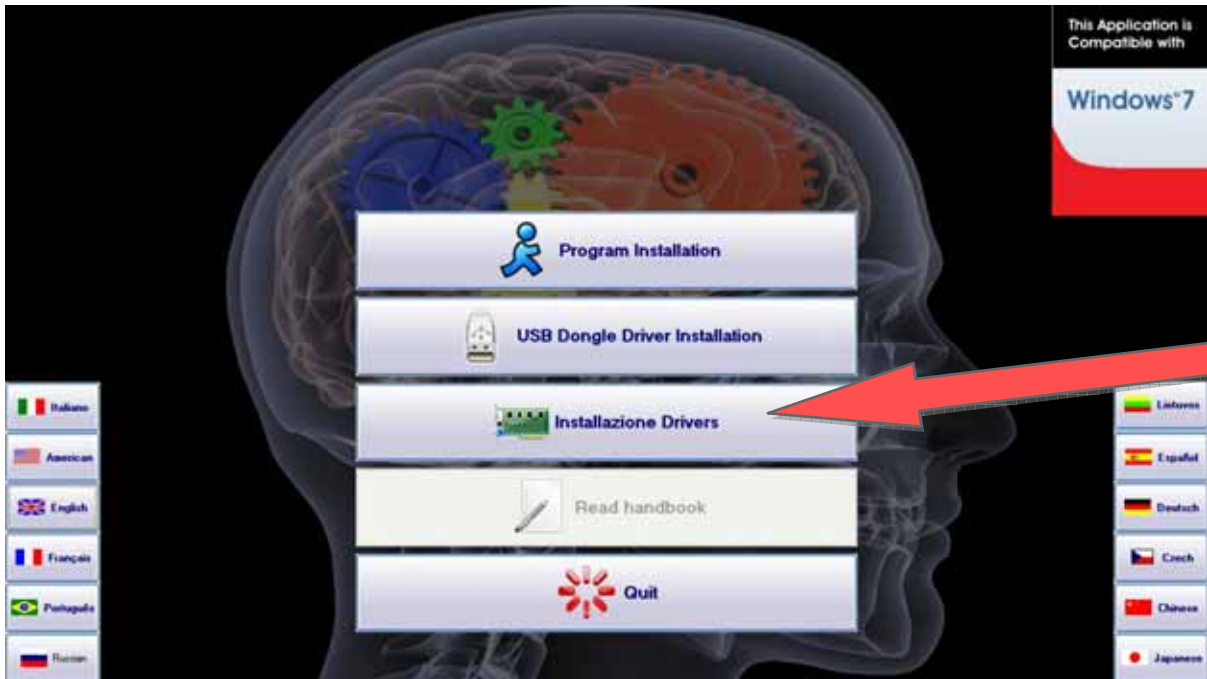 This Application is
Compatible with
Windows®7
Program Installation
USB Dongle Driver Installation
Installazione Drivers
Read handbook
Quit
Italiano
American
English
Français
Português
Russian
Lietuvos
Español
Deutsch
Czech
Chinese
Japanese